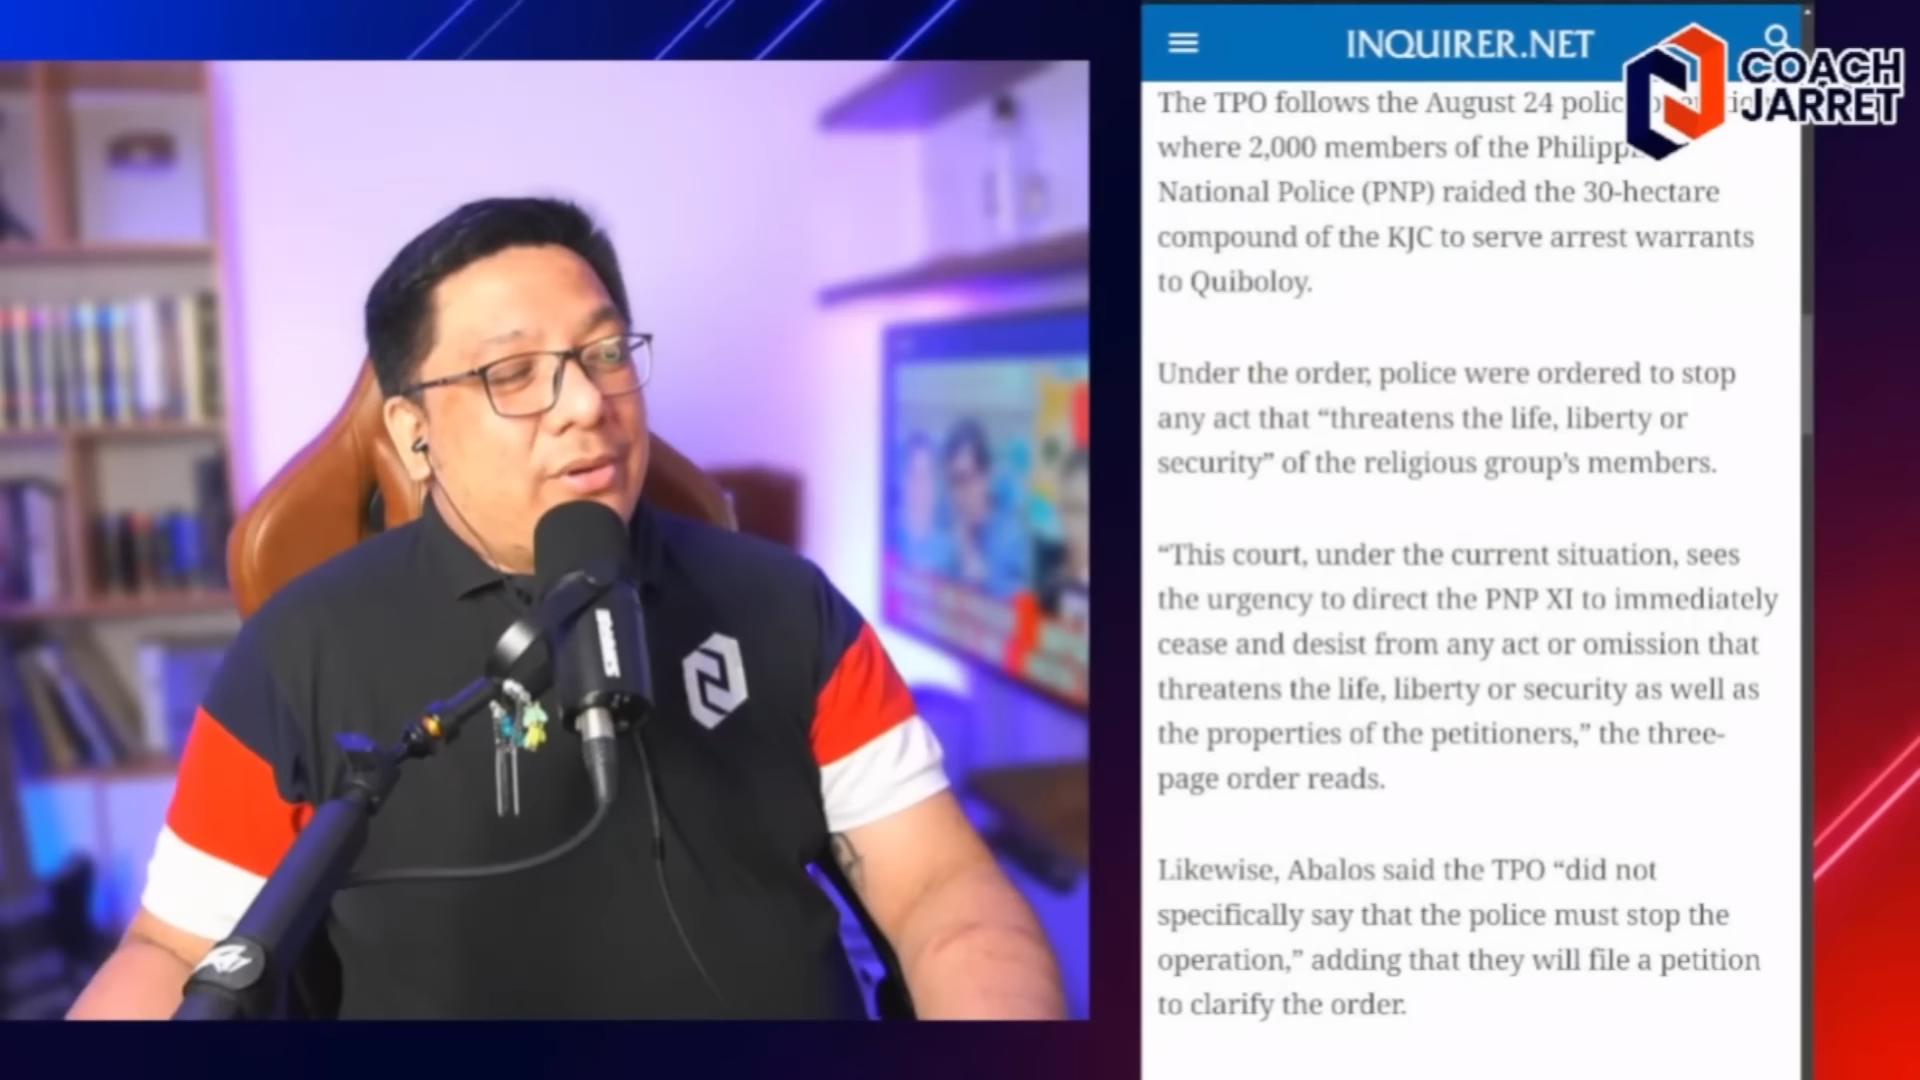 INQUIRER.NET
COACH
JARRET
The TPO follows the August 24
where 2,000 members of the
National Police (PNP) raided the 30-hectare
compound of the KJC to serve arrest warrants
to Quiboloy.
Under the order, police were ordered to stop
any act that “threatens the life, liberty or
security” of the religious group’s members.
“This court, under the current situation, sees
the urgency to direct the PNP XI to immediately
cease and desist from any act or omission that
threatens the life, liberty or security as well as
the properties of the petitioners,” the three-
page order reads.
Likewise, Abalos said the TPO “did not
specifically say that the police must stop the
operation,” adding that they will file a petition
to clarify the order.